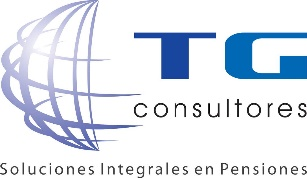 TG
consultores
Soluciones Integrales en Pensiones